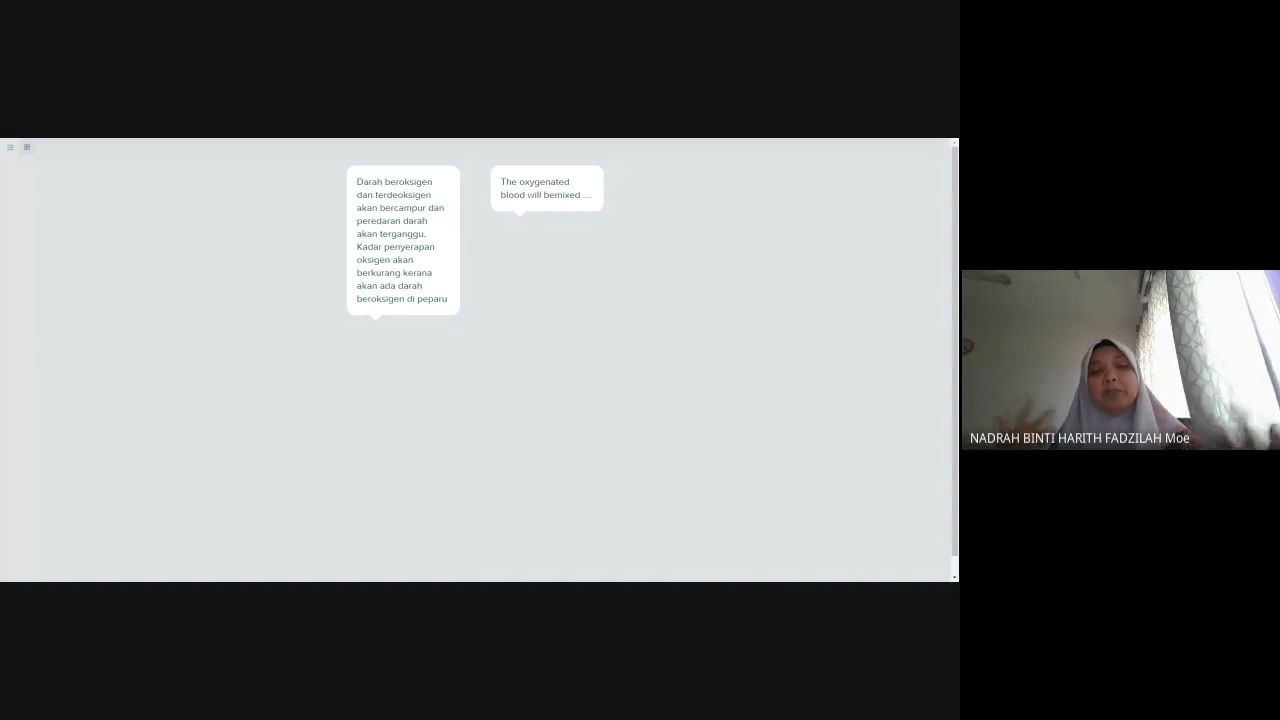 Darah beroksigen
dan terdeoksigen
akan bercampur dan
peredaran darah
akan terganggu.
Kadar penyerapan
oksigen akan
berkurang kerana
akan ada darah
beroksigen di peparu
The oxygenated
blood will bemixed ....
NADRAH BINTI HARITH FADZILAH Moe